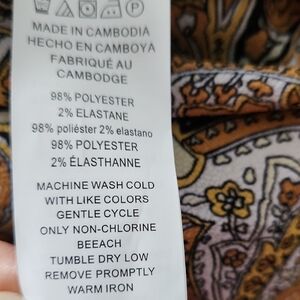 MADE IN CAMBODIA
HECHO EN CAMBOYA
FABRIQUÉ AU
CAMBODGE
98% POLYESTER
2% ELASTANE
98% poliéster 2% elastano
98% POLYESTER
2% ÉLASTHANNE
MACHINE WASH COLD
WITH LIKE COLORS
GENTLE CYCLE
ONLY NON-CHLORINE
BEEACH
TUMBLE DRY LOW
REMOVE PROMPTLY
WARM IRON